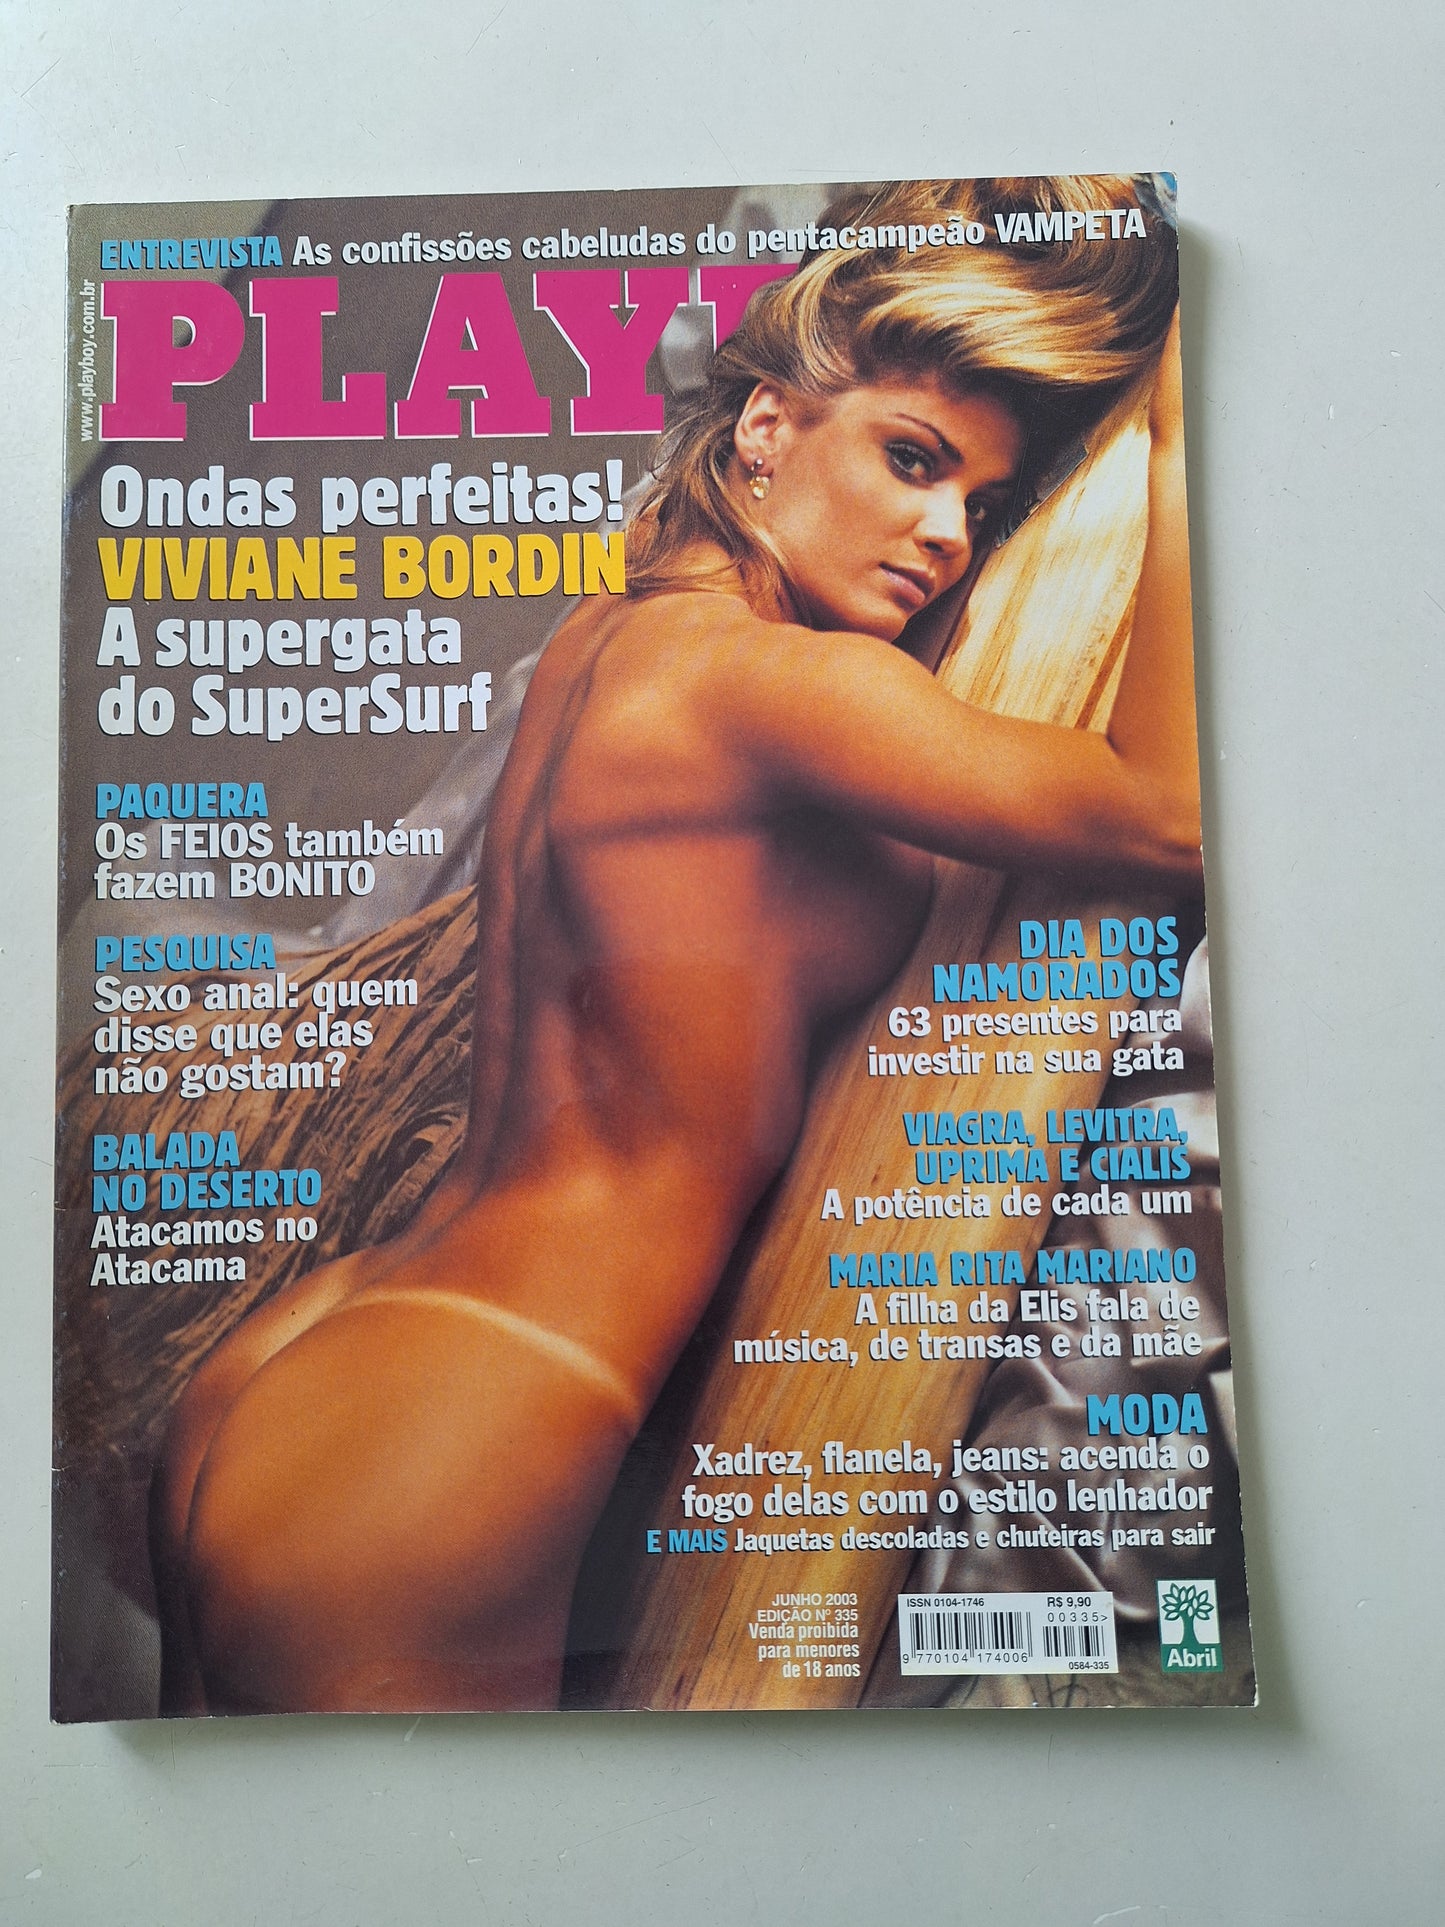 ENTREVISTA As confissões cabeludas do pentacampeão VAMPETA
www.playboy.com.br
PLAY
Ondas perfeitas!
VIVIANE BORDIN
A supergata
do SuperSurf
PAQUERA
Os FEIOS também
fazem BONITO
PESQUISA
Sexo anal: quem
disse que elas
não gostam?
BALADA
NO DESERTO
Atacamos no
Atacama
DIA DOS
NAMORADOS
63 presentes para
investir na sua gata
VIAGRA, LEVITRA,
UPRIMA E CIALIS
A potência de cada um
MARIA RITA MARIANO
A filha da Elis fala de
música, de transas e da mãe
MODA
Xadrez, flanela, jeans: acenda o
fogo delas com o estilo lenhador
E MAIS Jaquetas descoladas e chuteiras para sair
JUNHO 2003
EDIÇÃO Nº 335
Venda proibida
para menores
de 18 anos
ISSN 0104-1746 R$ 9,90
00335>
9 770104 174006
0584-335
Abril